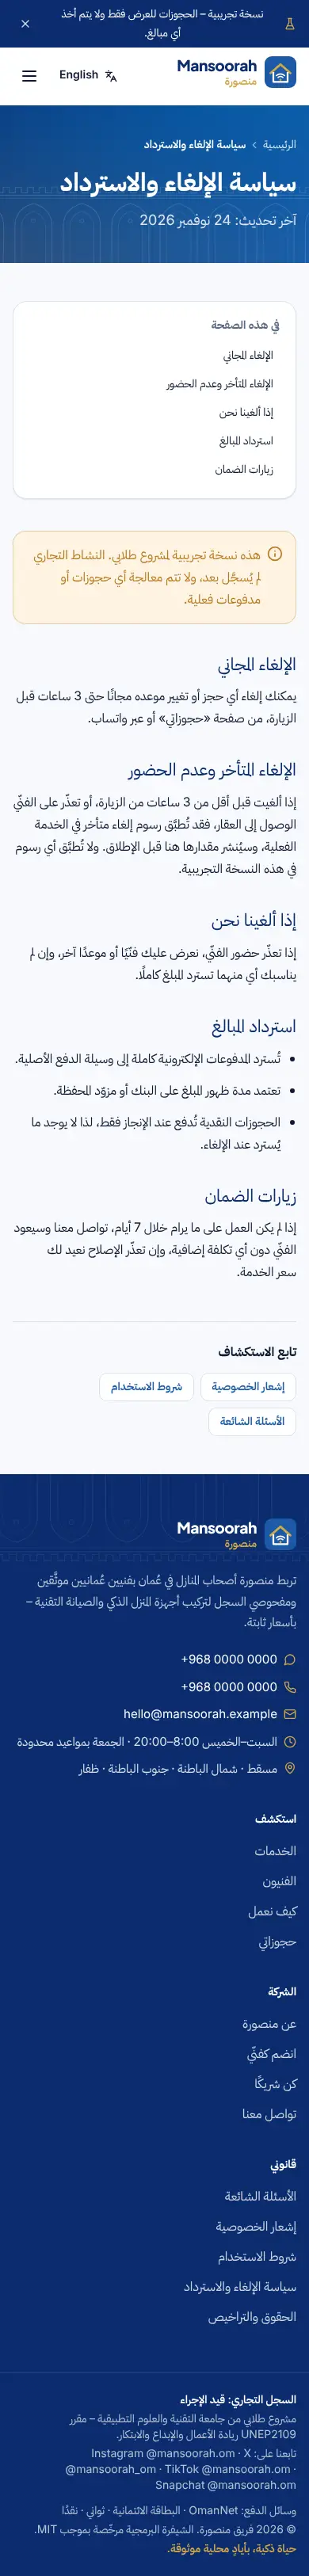 نسخة تجريبية – الحجوزات للعرض فقط ولا يتم أخذ
أي مبالغ.
Mansoorah
منصورة
English
الرئيسية › سياسة الإلغاء والاسترداد
سياسة الإلغاء والاسترداد
آخر تحديث: 24 نوفمبر 2026
في هذه الصفحة
الإلغاء المجاني
الإلغاء المتأخر وعدم الحضور
إذا ألغينا نحن
استرداد المبالغ
زيارات الضمان
هذه نسخة تجريبية لمشروع طلابي. النشاط التجاري
لم يُسجَّل بعد، ولا تتم معالجة أي حجوزات أو
مدفوعات فعلية.
الإلغاء المجاني
يمكنك إلغاء أي حجز أو تغيير موعده مجانًا حتى 3 ساعات قبل
الزيارة، من صفحة «حجوزاتي» أو عبر واتساب.
الإلغاء المتأخر وعدم الحضور
إذا ألغيت قبل أقل من 3 ساعات من الزيارة، أو تعذّر على الفنّي
الوصول إلى العقار، فقد تُطبَّق رسوم إلغاء متأخر في الخدمة
الفعلية، وسيُنشر مقدارها هنا قبل الإطلاق. ولا تُطبَّق أي رسوم
في هذه النسخة التجريبية.
إذا ألغينا نحن
إذا تعذّر حضور الفنّي، نعرض عليك فنّيًا أو موعدًا آخر، وإن لم
يناسبك أي منهما تسترد المبلغ كاملًا.
استرداد المبالغ
• تُسترد المدفوعات الإلكترونية كاملة إلى وسيلة الدفع الأصلية.
• تعتمد مدة ظهور المبلغ على البنك أو مزوّد المحفظة.
• الحجوزات النقدية تُدفع عند الإنجاز فقط، لذا لا يوجد ما
يُسترد عند الإلغاء.
زيارات الضمان
إذا لم يكن العمل على ما يرام خلال 7 أيام، تواصل معنا وسيعود
الفنّي دون أي تكلفة إضافية، وإن تعذّر الإصلاح نعيد لك
سعر الخدمة.
تابع الاستكشاف
إشعار الخصوصية
شروط الاستخدام
الأسئلة الشائعة
Mansoorah
منصورة
تربط منصورة أصحاب المنازل في عُمان بفنيين عُمانيين موثَّقين
ومفحوصي السجل لتركيب أجهزة المنزل الذكي والصيانة التقنية –
بأسعار ثابتة.
+968 0000 0000
+968 0000 0000
hello@mansoorah.example
السبت–الخميس 8:00–20:00 · الجمعة بمواعيد محدودة
مسقط · شمال الباطنة · جنوب الباطنة · ظفار
استكشف
الخدمات
الفنيون
كيف نعمل
حجوزاتي
الشركة
عن منصورة
انضم كفنّي
كن شريكًا
تواصل معنا
قانوني
الأسئلة الشائعة
إشعار الخصوصية
شروط الاستخدام
سياسة الإلغاء والاسترداد
الحقوق والتراخيص
السجل التجاري: قيد الإجراء
مشروع طلابي من جامعة التقنية والعلوم التطبيقية – مقرر
UNEP2109 ريادة الأعمال والإبداع والابتكار.
تابعنا على: Instagram @mansoorah.om · X
@mansoorah_om · TikTok @mansoorah.om ·
Snapchat @mansoorah.om
وسائل الدفع: OmanNet · البطاقة الائتمانية · ثواني · نقدًا
© 2026 فريق منصورة. الشيفرة البرمجية مرخّصة بموجب MIT.
حياة ذكية، بأيادٍ محلية موثوقة.